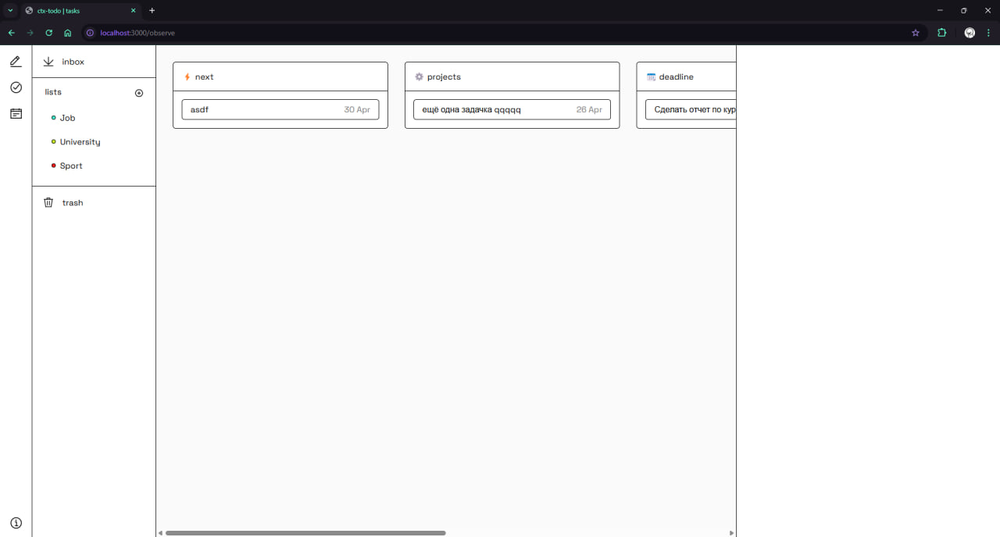 ctx-todo | tasks
localhost:3000/observe
inbox
lists
Job
University
Sport
trash
next
asdf 30 Apr
projects
ещё одна задачка qqqqq 26 Apr
deadline
Сделать отчет по кур